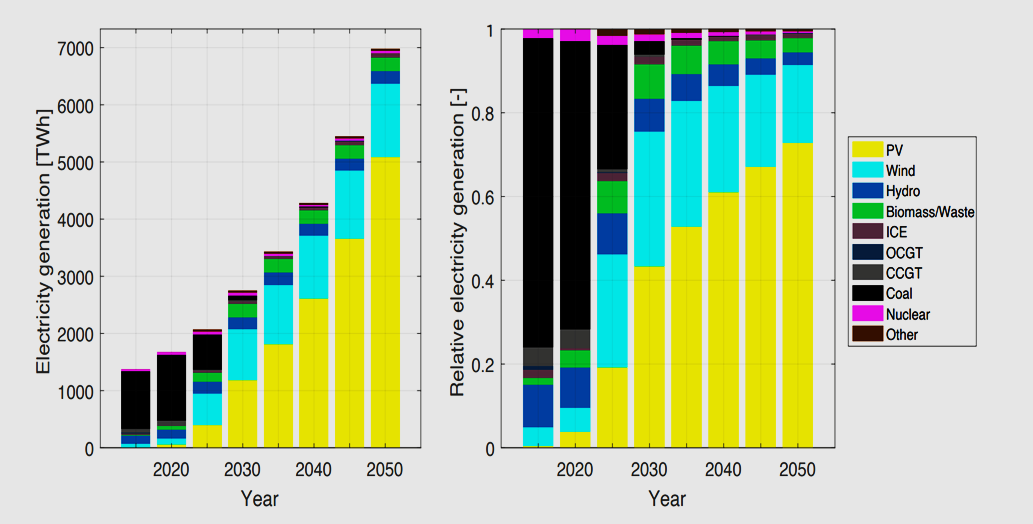 7000
6000
5000
4000
3000
2000
1000
0
Electricity generation [TWh]
2020 2030 2040 2050
Year
1
0.8
0.6
0.4
0.2
0
Relative electricity generation [-]
2020 2030 2040 2050
Year
PV
Wind
Hydro
Biomass/Waste
ICE
OCGT
CCGT
Coal
Nuclear
Other